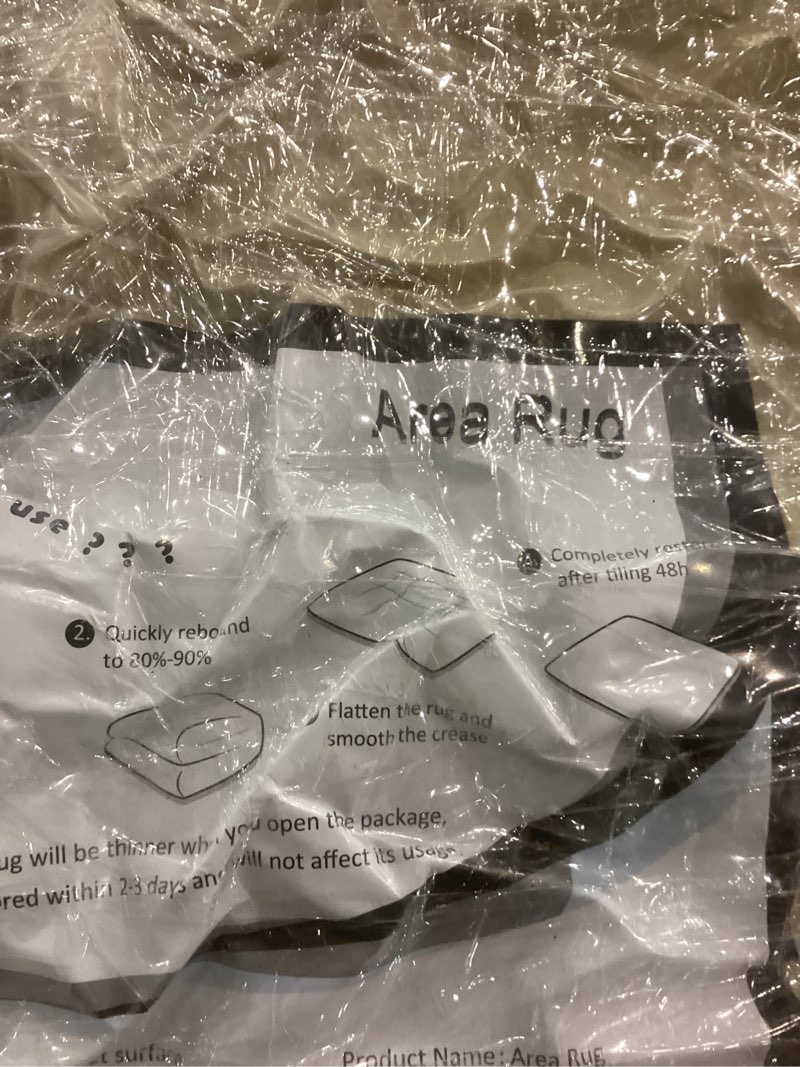 Area Rug
use ? ? ?
2. Quickly rebound
to 80%-90%
Flatten the rug and
smooth the crease
4. Completely
after tiling 48h
ug will be thinner you open the package,
ored within 2-3 days and will not affect its usage
t surface
Product Name: Area Rug